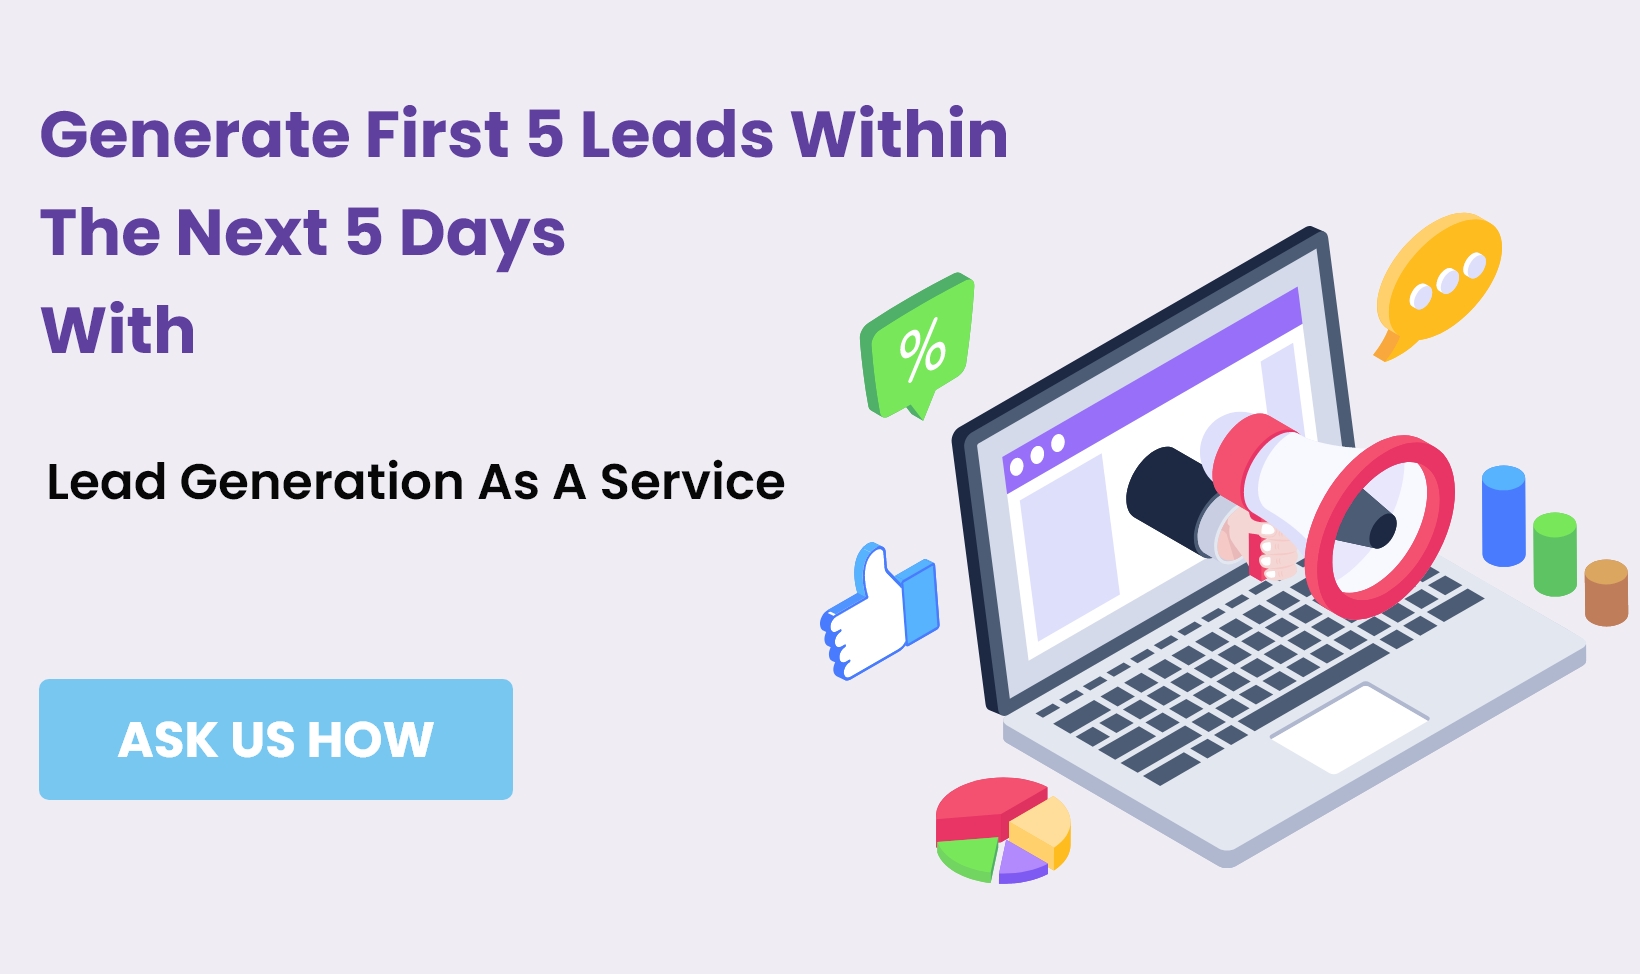 Generate First 5 Leads Within
The Next 5 Days
With
%
Lead Generation As A Service
ASK US HOW